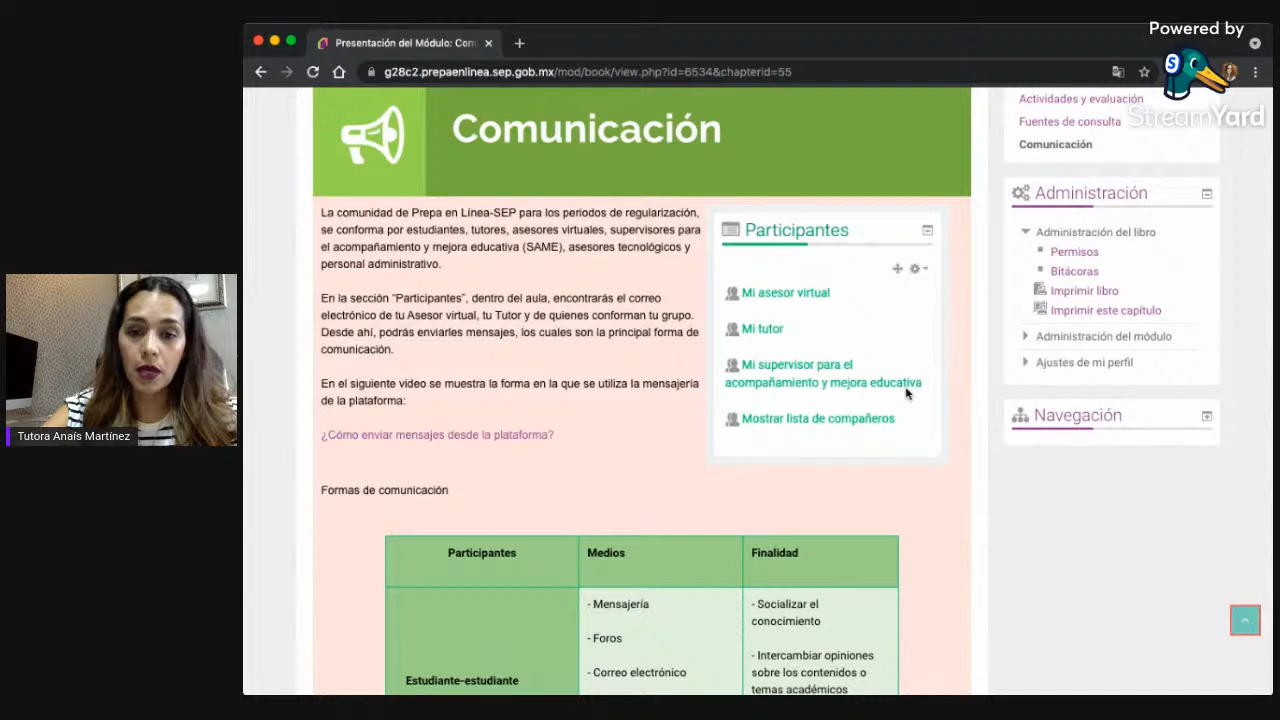 Powered by
StreamYard
Presentación del Módulo: Com
g28c2.prepaenlinea.sep.gob.mx/mod/book/view.php?id=6534&chapterid=55
Comunicación
Actividades y evaluación
Fuentes de consulta
Comunicación
Administración
Administración del libro
Permisos
Bitácoras
Imprimir libro
Imprimir este capítulo
Administración del módulo
Ajustes de mi perfil
Navegación
La comunidad de Prepa en Línea-SEP para los periodos de regularización,
se conforma por estudiantes, tutores, asesores virtuales, supervisores para
el acompañamiento y mejora educativa (SAME), asesores tecnológicos y
personal administrativo.
En la sección "Participantes", dentro del aula, encontrarás el correo
electrónico de tu Asesor virtual, tu Tutor y de quienes conforman tu grupo.
Desde ahí, podrás enviarles mensajes, los cuales son la principal forma de
comunicación.
En el siguiente video se muestra la forma en la que se utiliza la mensajería
de la plataforma:
¿Cómo enviar mensajes desde la plataforma?
Participantes
Mi asesor virtual
Mi tutor
Mi supervisor para el
acompañamiento y mejora educativa
Mostrar lista de compañeros
Formas de comunicación
Participantes
Medios
Finalidad
Estudiante-estudiante
- Mensajería
- Foros
- Correo electrónico
- Socializar el
conocimiento
- Intercambiar opiniones
sobre los contenidos o
temas académicos
Tutora Anaís Martínez